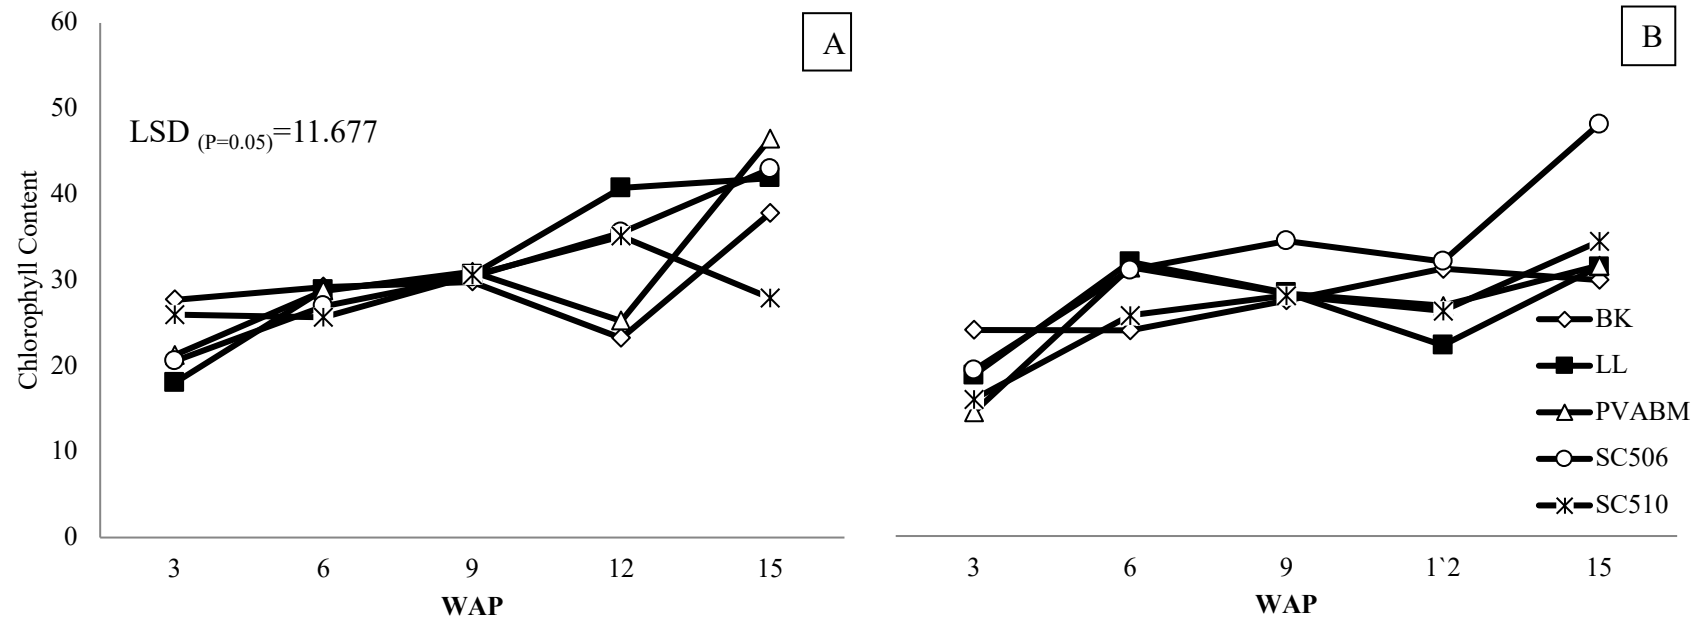 A
B
LSD (P=0.05)=11.677
Chlorophyll Content
60
50
40
30
20
10
0
3 6 9 12 15
WAP
3 6 9 1`2 15
WAP
BK
LL
PVABM
SC506
SC510